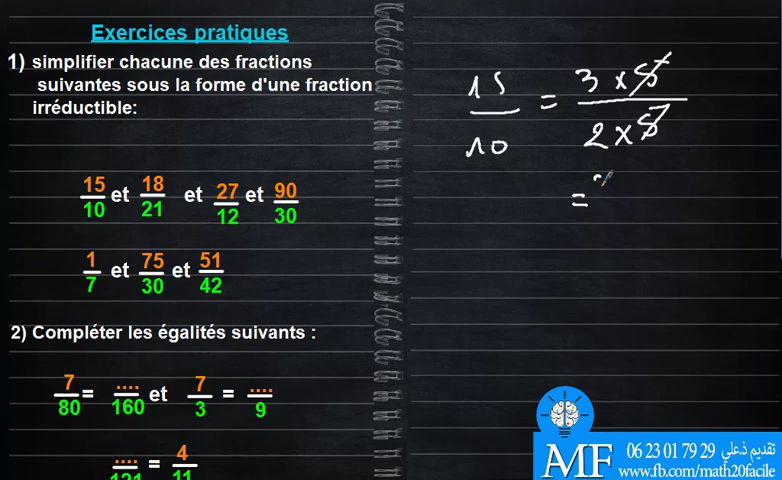 Exercices pratiques
1) simplifier chacune des fractions
suivantes sous la forme d'une fraction
irréductible:
15/10 et 18/21 et 27/12 et 90/30
1/7 et 75/30 et 51/42
2) Compléter les égalités suivants :
7/80 = ..../160 et 7/3 = ..../9
..../121 = 4/11
15/10 = 3 x 5/2 x 5
=
MF
تقديم ذ.علي 06 23 01 79 29
www.fb.com/math20facile